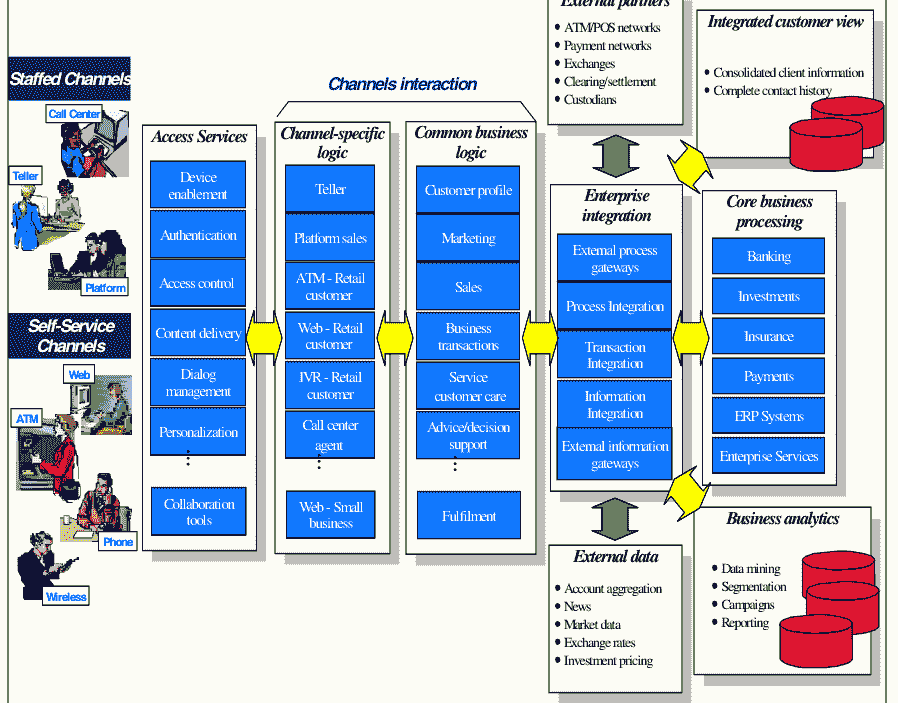 External partners
ATM/POS networks
Payment networks
Exchanges
Clearing/settlement
Custodians
Integrated customer view
Consolidated client information
Complete contact history
Staffed Channels
Call Center
Teller
Platform
Self-Service
Channels
Web
ATM
Phone
Wireless
Channels interaction
Access Services
Device
enablement
Authentication
Access control
Content delivery
Dialog
management
Personalization
Collaboration
tools
Channel-specific
logic
Teller
Platform sales
ATM - Retail
customer
Web - Retail
customer
IVR - Retail
customer
Call center
agent
Web - Small
business
Common business
logic
Customer profile
Marketing
Sales
Business
transactions
Service
customer care
Advice/decision
support
Fulfilment
Enterprise
integration
External process
gateways
Process Integration
Transaction
Integration
Information
Integration
External information
gateways
Core business
processing
Banking
Investments
Insurance
Payments
ERP Systems
Enterprise Services
External data
Account aggregation
News
Market data
Exchange rates
Investment pricing
Business analytics
Data mining
Segmentation
Campaigns
Reporting